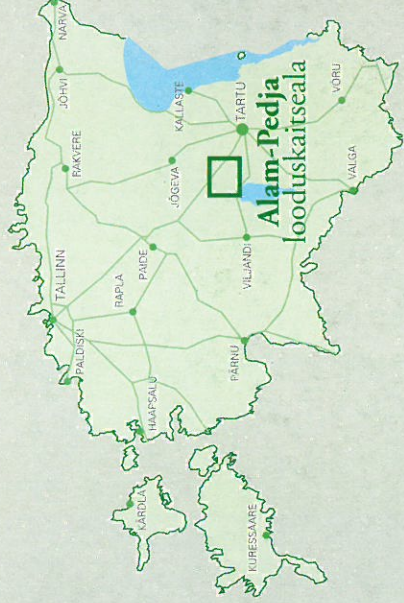 NARVA
JÕHVI
RAKVERE
TALLINN
PALDISKI
RAPLA
PAIDE
HAAPSALU
KÄRDLA
KALLASTE
JÕGEVA
TARTU
VILJANDI
PÄRNU
KURESSAARE
VÕRU
VALGA
Alam-Pedja
looduskaitseala